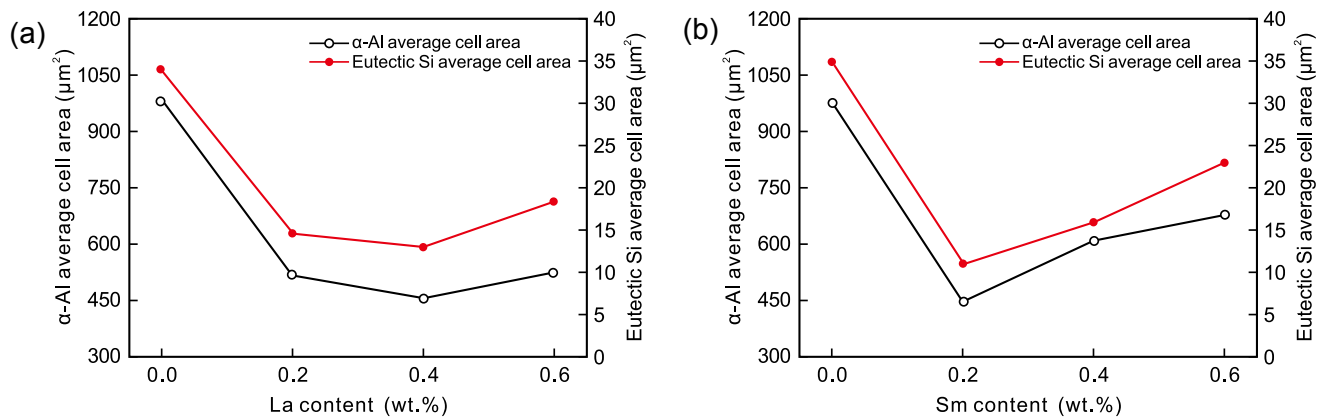 (a)
α-Al average cell area (µm²)
1200
1050
900
750
600
450
300
α-Al average cell area
Eutectic Si average cell area
40
35
30
25
20
15
10
5
0
Eutectic Si average cell area (µm²)
0.0 0.2 0.4 0.6
La content (wt.%)
(b)
α-Al average cell area (µm²)
1200
1050
900
750
600
450
300
α-Al average cell area
Eutectic Si average cell area
40
35
30
25
20
15
10
5
0
Eutectic Si average cell area (µm²)
0.0 0.2 0.4 0.6
Sm content (wt.%)